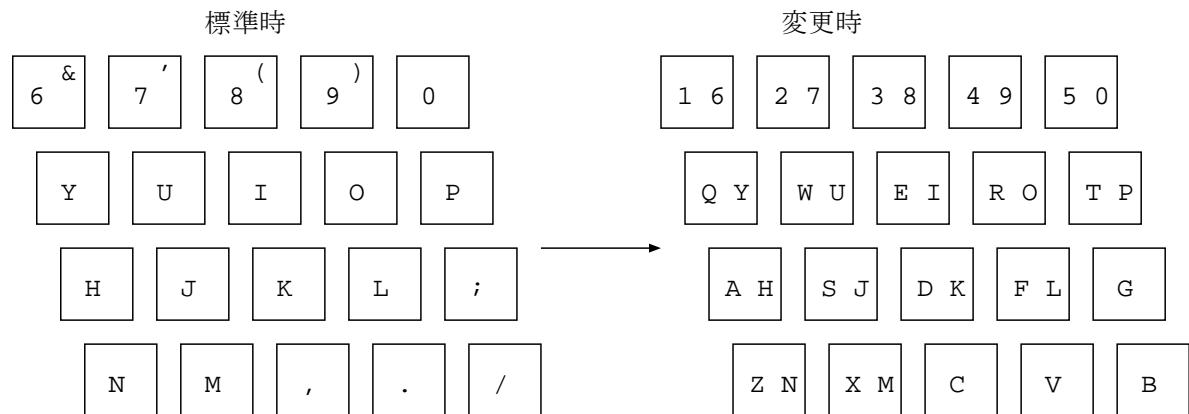 標準時 変更時
6 & 7 ' 8 ( 9 ) 0 1 6 2 7 3 8 4 9 5 0
Y U I O P Q Y W U E I R O T P
H J K L ; A H S J D K F L G
N M , . / Z N X M C V B